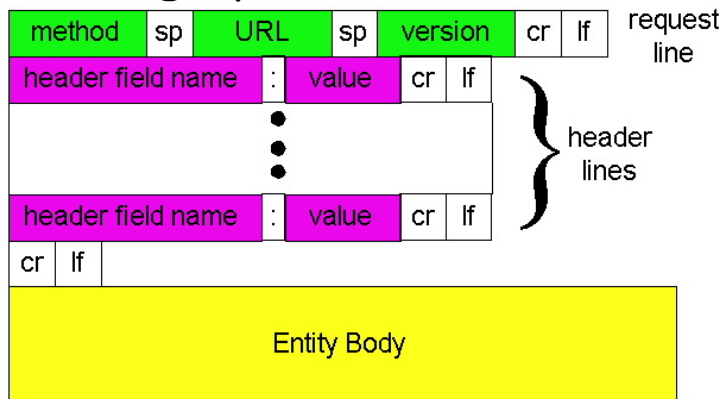 method sp URL sp version cr lf request line
header field name : value cr lf
header lines
header field name : value cr lf
cr lf
Entity Body